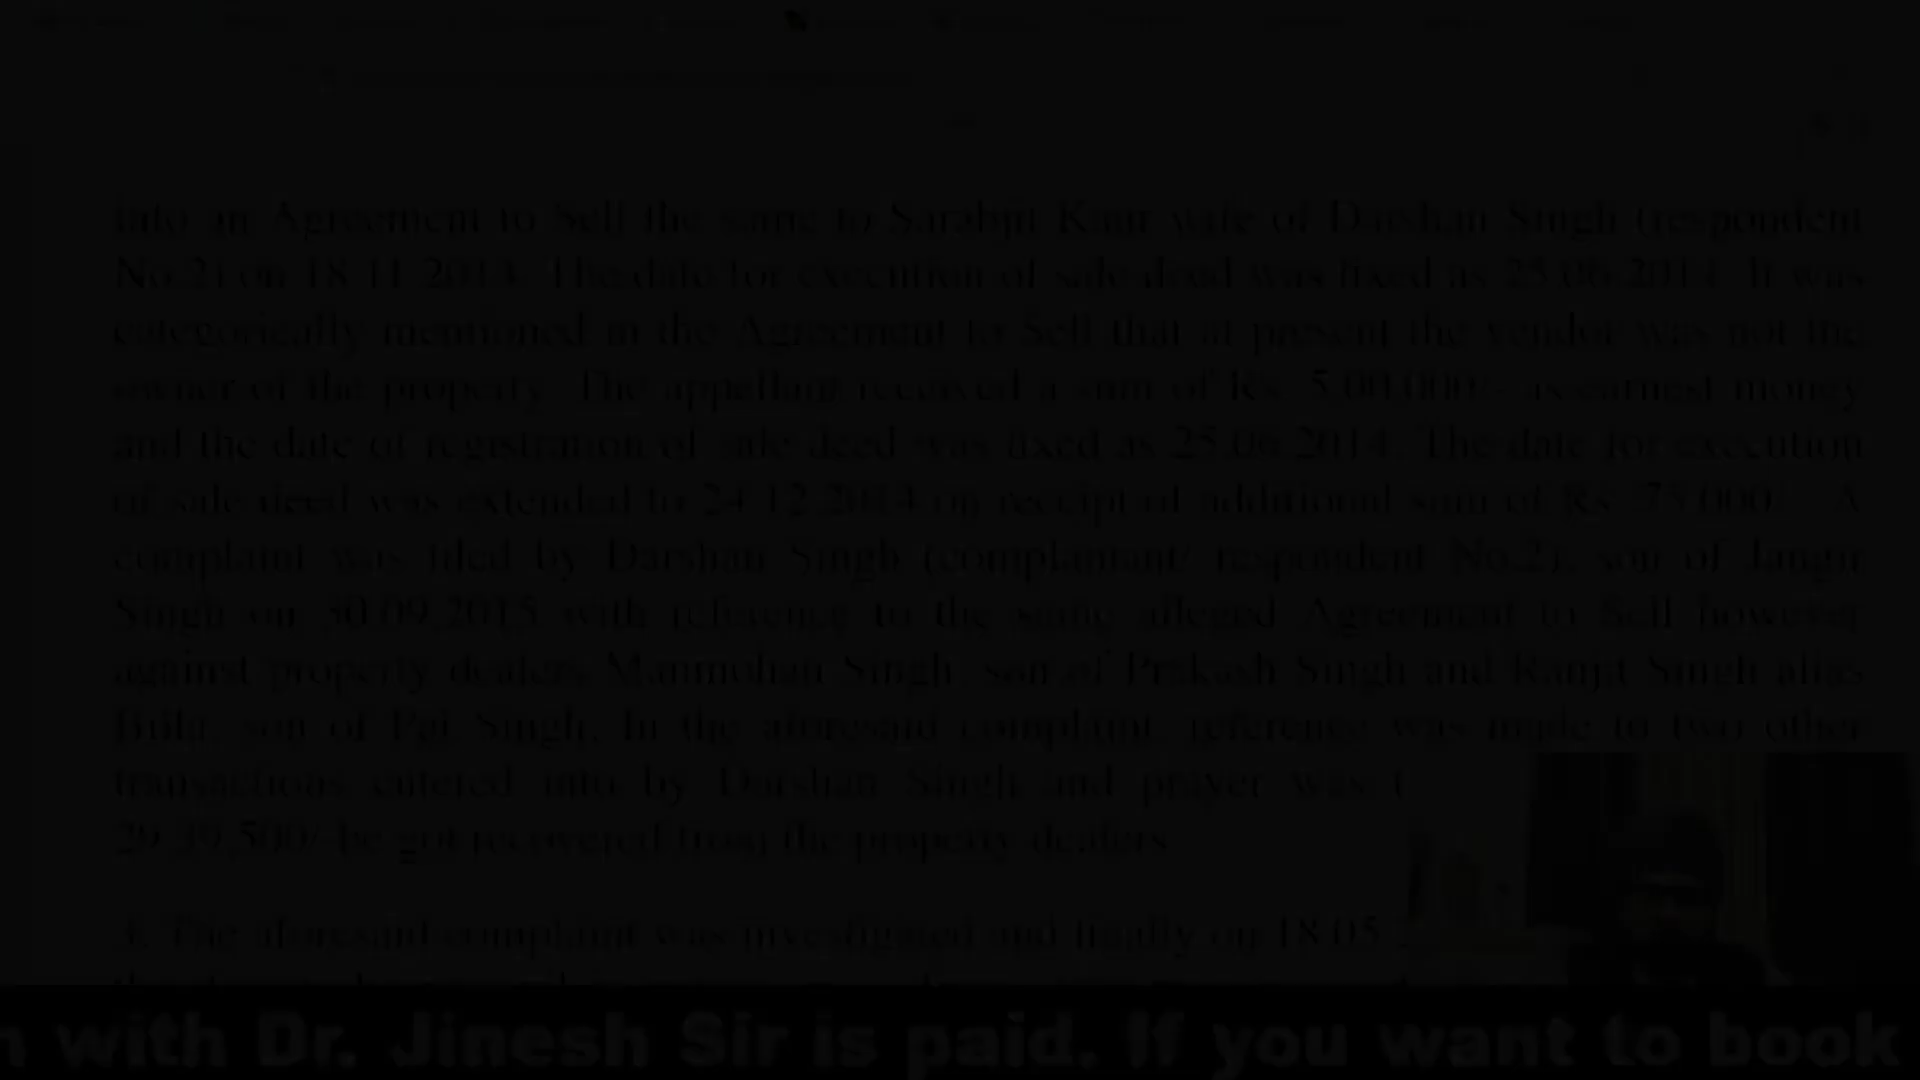 into an Agreement to Sell the same to Sarabjit Kaur wife of Darshan Singh (respondent
No.2) on 18.11.2013. The date for execution of sale deed was fixed as 25.06.2014. It was
categorically mentioned in the Agreement to Sell that at present the vendor was not the
owner of the property. The appellant received a sum of Rs. 5,00,000/- as earnest money
and the date of registration of sale deed was fixed as 25.06.2014. The date for execution
of sale deed was extended to 24.12.2014 on receipt of additional sum of Rs. 75,000/-. A
complaint was filed by Darshan Singh (complainant/ respondent No.2), son of Jangir
Singh on 30.09.2015 with reference to the same alleged Agreement to Sell however
against property dealers Manmohan Singh, son of Prakash Singh and Ranjit Singh alias
Billa, son of Pal Singh. In the aforesaid complaint, reference was made to two other
transactions entered into by Darshan Singh and prayer was t
29,39,500/-be got recovered from the property dealers
The aforesaid complaint was investigated and finally on 18.05
with Dr. Jinesh Sir is paid. If you want to book